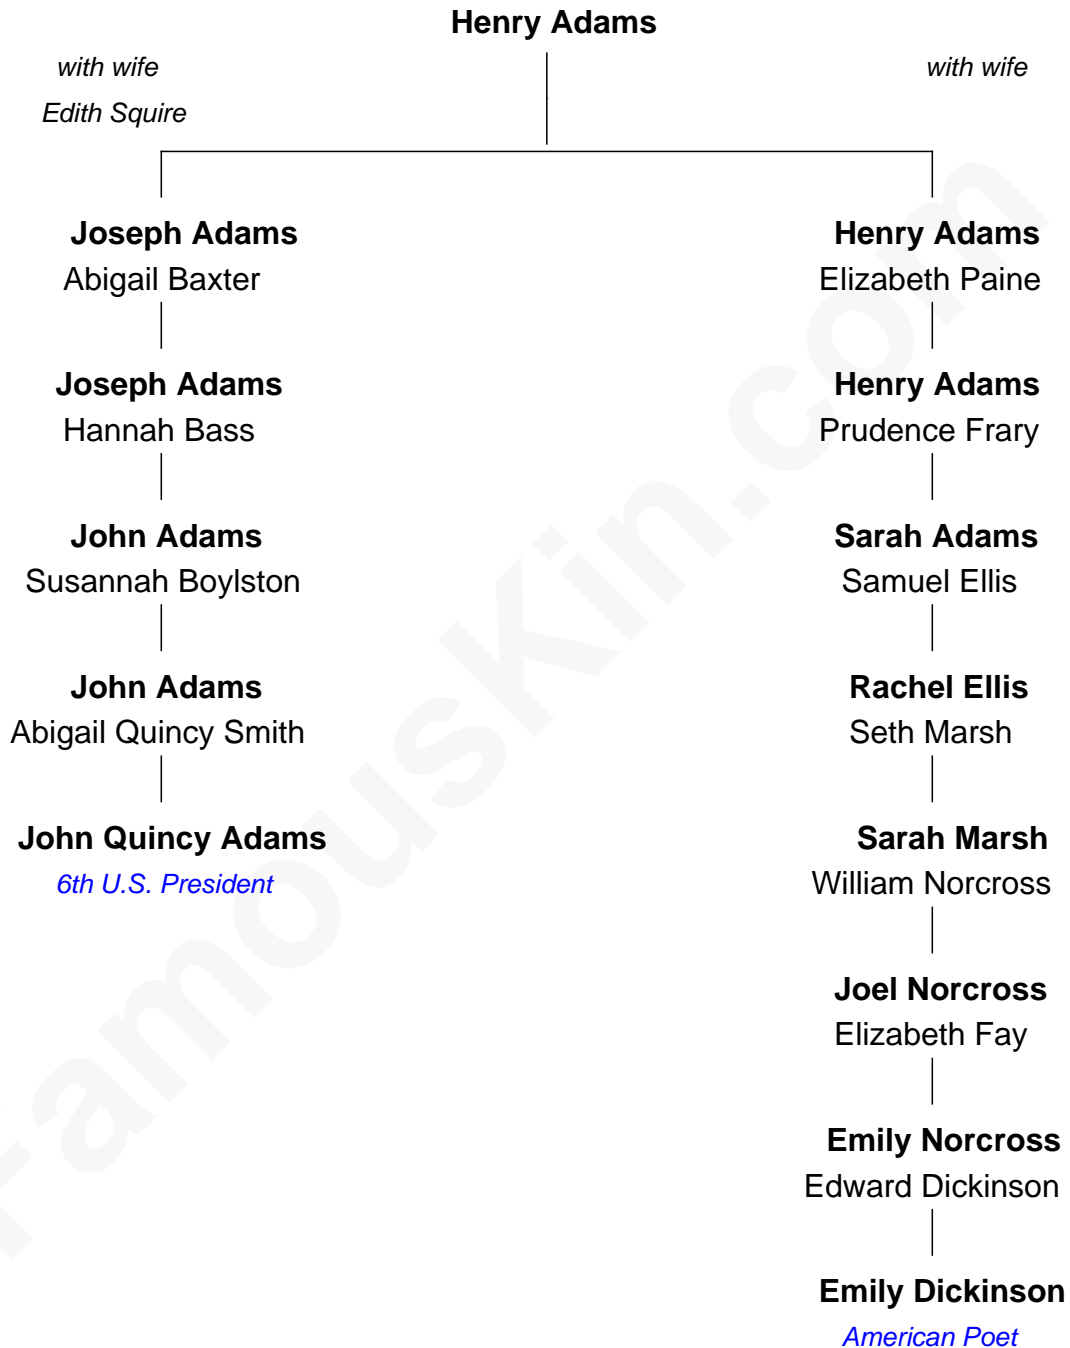 Henry Adams
with wife
Edith Squire
with wife
Joseph Adams
Abigail Baxter
Henry Adams
Elizabeth Paine
Joseph Adams
Hannah Bass
Henry Adams
Prudence Frary
John Adams
Susannah Boylston
Sarah Adams
Samuel Ellis
John Adams
Abigail Quincy Smith
Rachel Ellis
Seth Marsh
John Quincy Adams
6th U.S. President
Sarah Marsh
William Norcross
Joel Norcross
Elizabeth Fay
Emily Norcross
Edward Dickinson
Emily Dickinson
American Poet
FamousKin.com